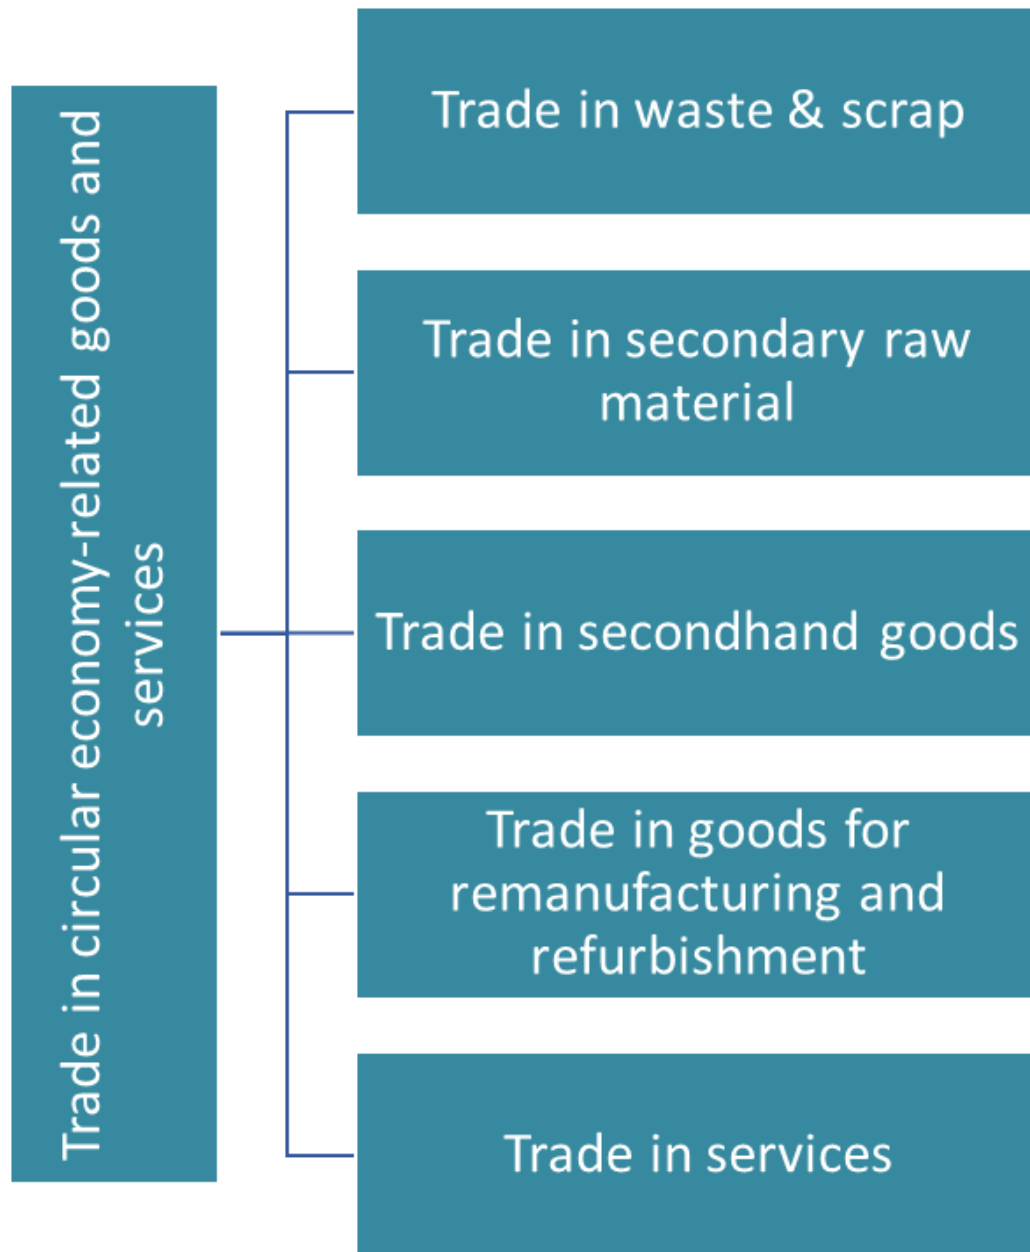 Trade in circular economy-related goods and
services
Trade in waste & scrap
Trade in secondary raw
material
Trade in secondhand goods
Trade in goods for
remanufacturing and
refurbishment
Trade in services